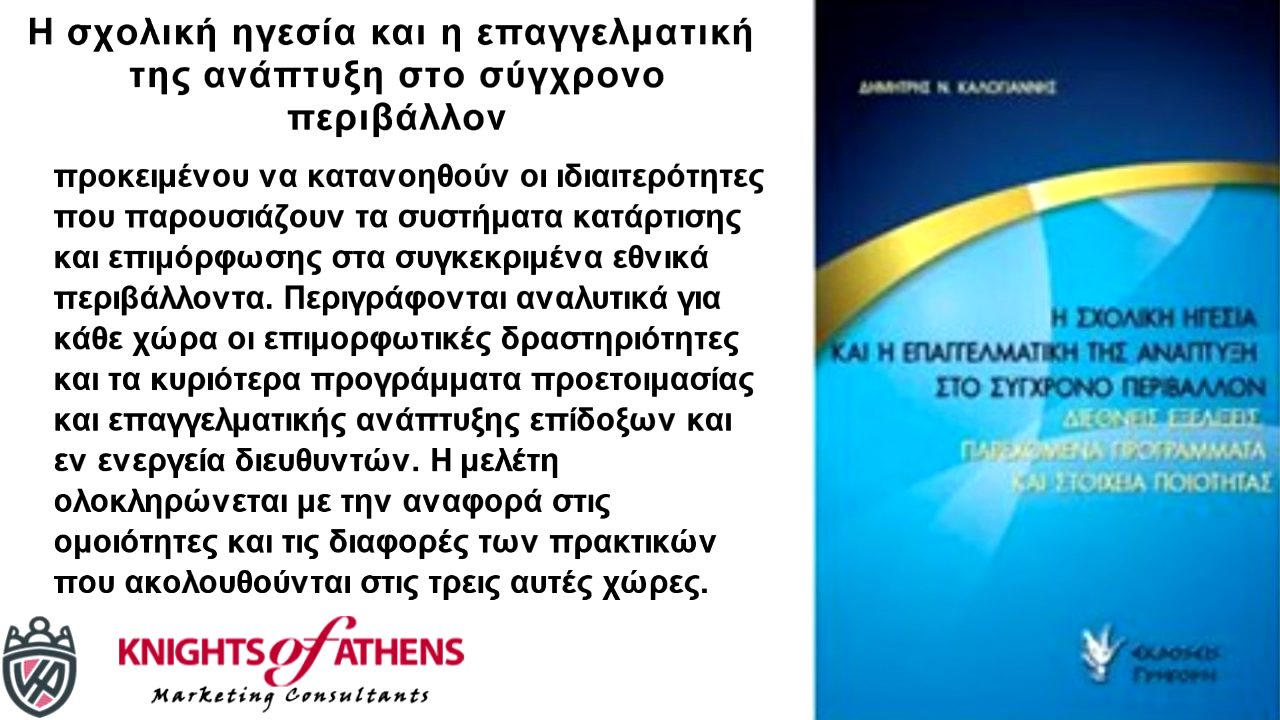 Η σχολική ηγεσία και η επαγγελματική
της ανάπτυξη στο σύγχρονο
περιβάλλον
προκειμένου να κατανοηθούν οι ιδιαιτερότητες
που παρουσιάζουν τα συστήματα κατάρτισης
και επιμόρφωσης στα συγκεκριμένα εθνικά
περιβάλλοντα. Περιγράφονται αναλυτικά για
κάθε χώρα οι επιμορφωτικές δραστηριότητες
και τα κυριότερα προγράμματα προετοιμασίας
και επαγγελματικής ανάπτυξης επίδοξων και
εν ενεργεία διευθυντών. Η μελέτη
ολοκληρώνεται με την αναφορά στις
ομοιότητες και τις διαφορές των πρακτικών
που ακολουθούνται στις τρεις αυτές χώρες.
KNIGHTS of ATHENS
Marketing Consultants
ΔΗΜΗΤΡΗΣ Ν. ΚΑΛΟΓΙΑΝΝΗΣ
Η ΣΧΟΛΙΚΗ ΗΓΕΣΙΑ
ΚΑΙ Η ΕΠΑΓΓΕΛΜΑΤΙΚΗ ΤΗΣ ΑΝΑΠΤΥΞΗ
ΣΤΟ ΣΥΓΧΡΟΝΟ ΠΕΡΙΒΑΛΛΟΝ
ΔΙΕΘΝΕΙΣ ΕΞΕΛΙΞΕΙΣ
ΠΑΡΕΧΟΜΕΝΑ ΠΡΟΓΡΑΜΜΑΤΑ
ΚΑΙ ΣΤΟΙΧΕΙΑ ΠΟΙΟΤΗΤΑΣ
ΕΚΔΟΣΕΙΣ
ΓΡΗΓΟΡΗ